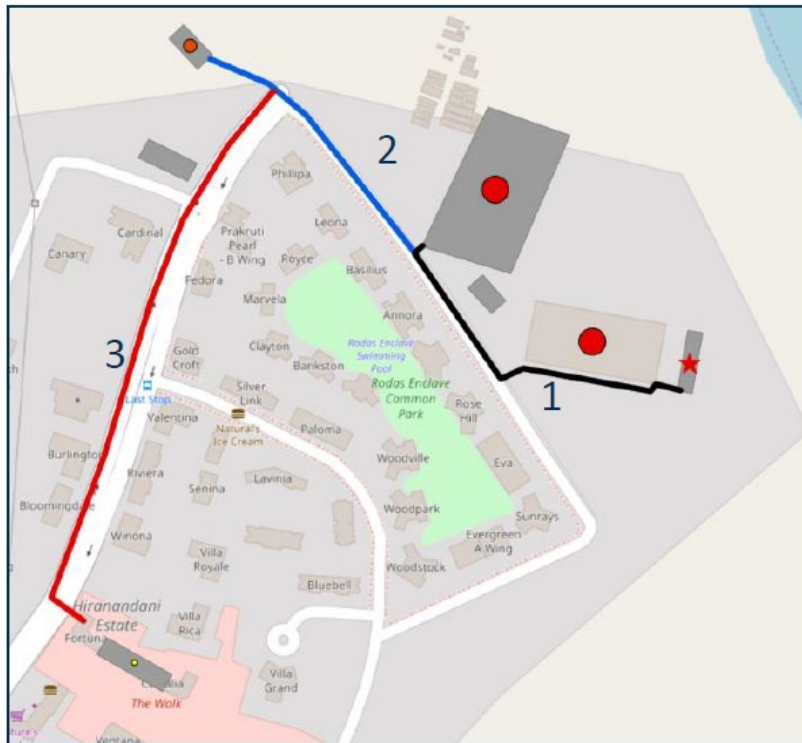 2
Phillipa
Leona
Cardinal
Prakruti
Pearl
- B Wing
Canary
Royce
Basilius
Fedora
Marvela
Annora
3
Gold
Croft
Clayton
Rodas Enclave
Swimming
Pool
Bankston
1
Last Stop
Silver
Link
Rodas Enclave
Common
Park
Rose
Hill
Valentina
Natural's
Ice Cream
Paloma
Burlington
Riviera
Woodville
Eva
Senina
Lavinia
Bloomingdale
Woodpark
Sunrays
Winona
Evergreen
A Wing
Villa
Royale
Woodstock
Bluebell
Hiranandani
Estate
Villa
Rica
Fortuna
Villa
Grand
The Walk
Ventana